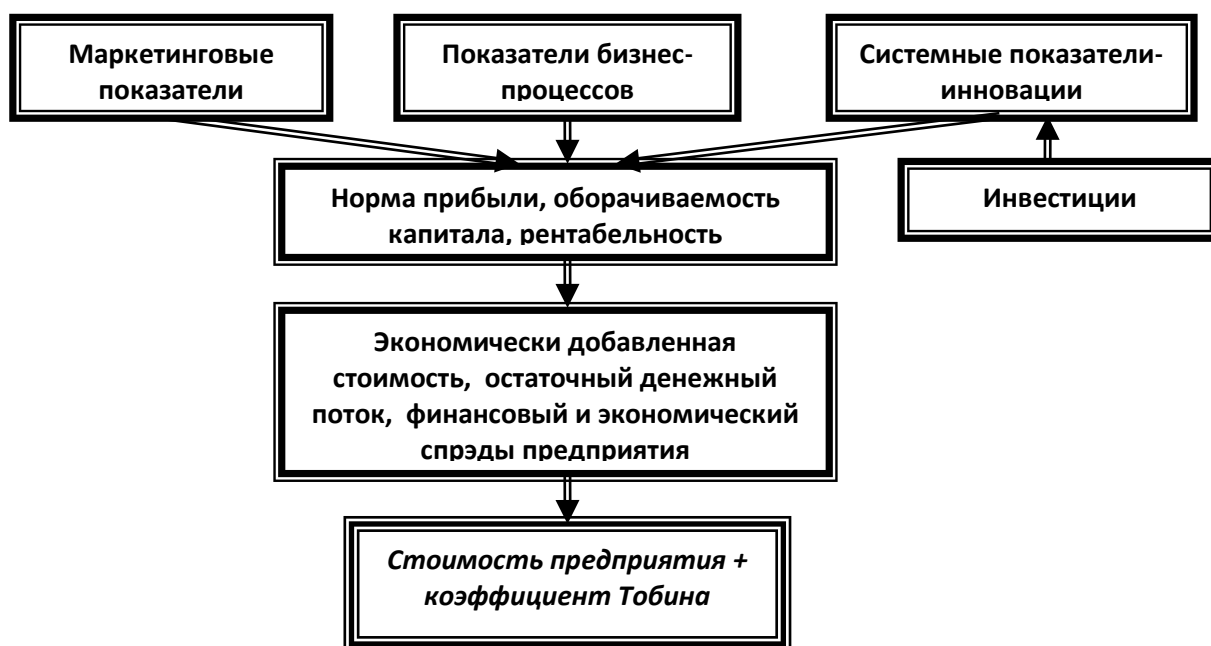 Маркетинговые
показатели
Показатели бизнес-
процессов
Системные показатели-
инновации
Норма прибыли, оборачиваемость
капитала, рентабельность
Инвестиции
Экономически добавленная
стоимость, остаточный денежный
поток, финансовый и экономический
спрэды предприятия
Стоимость предприятия +
коэффициент Тобина